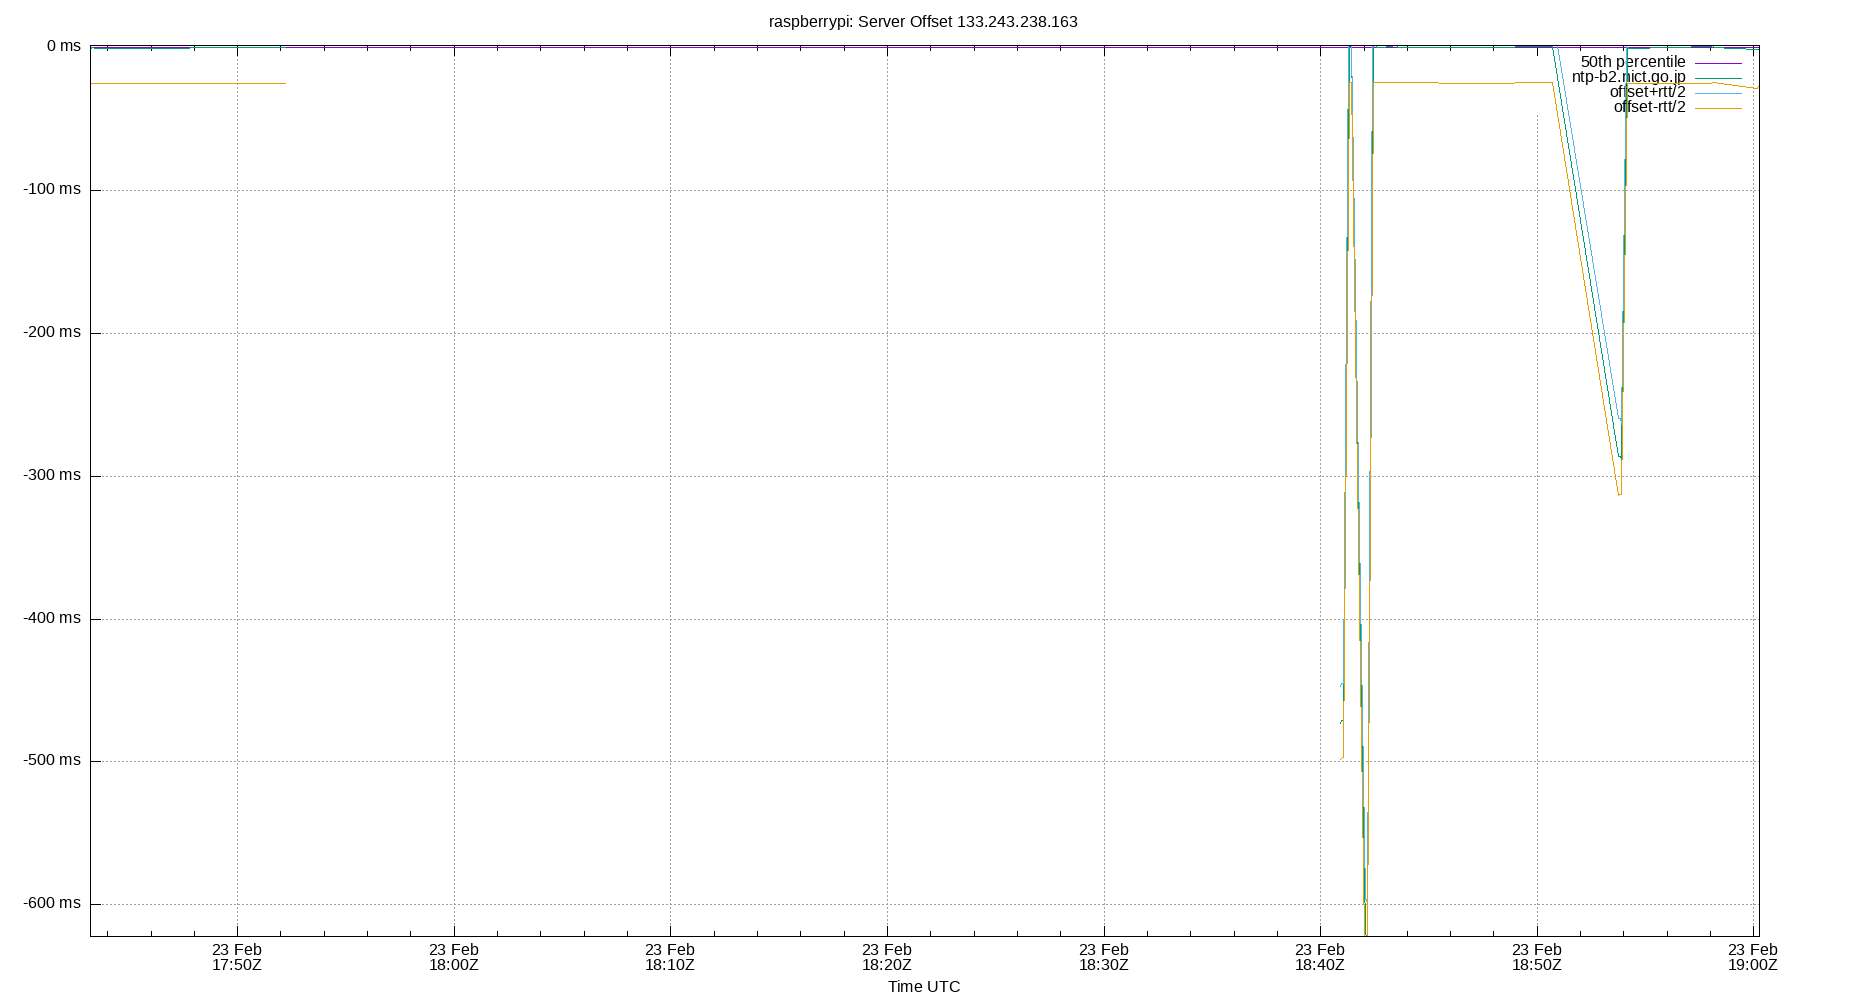 raspberrypi: Server Offset 133.243.238.163
0 ms
-100 ms
-200 ms
-300 ms
-400 ms
-500 ms
-600 ms
50th percentile
ntp-b2.nict.go.jp
offset+rtt/2
offset-rtt/2
23 Feb 23 Feb 23 Feb 23 Feb 23 Feb 23 Feb 23 Feb 23 Feb
17:50Z 18:00Z 18:10Z 18:20Z 18:30Z 18:40Z 18:50Z 19:00Z
Time UTC